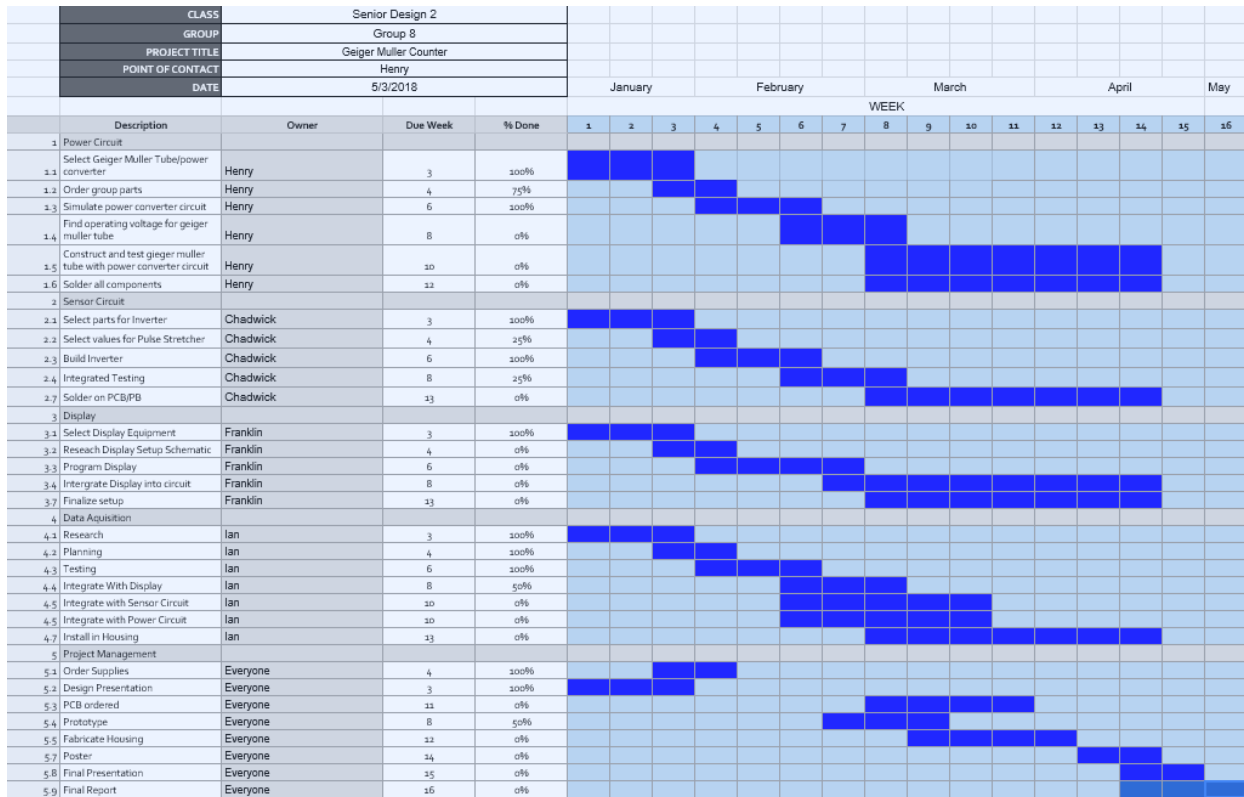 CLASS Senior Design 2
GROUP Group 8
PROJECT TITLE Geiger Muller Counter
POINT OF CONTACT Henry
DATE 5/3/2018 January February March April May
WEEK
Description Owner Due Week % Done 1 2 3 4 5 6 7 8 9 10 11 12 13 14 15 16
1 Power Circuit
Select Geiger Muller Tube/power
1.1 converter Henry 3 100%
1.2 Order group parts Henry 4 75%
1.3 Simulate power converter circuit Henry 6 100%
Find operating voltage for geiger
1.4 muller tube Henry 8 0%
Construct and test gieger muller
1.5 tube with power converter circuit Henry 10 0%
1.6 Solder all components Henry 12 0%
2 Sensor Circuit
2.1 Select parts for Inverter Chadwick 3 100%
2.2 Select values for Pulse Stretcher Chadwick 4 25%
2.3 Build Inverter Chadwick 6 100%
2.4 Integrated Testing Chadwick 8 25%
2.7 Solder on PCB/PB Chadwick 13 0%
3 Display
3.1 Select Display Equipment Franklin 3 100%
3.2 Reseach Display Setup Schematic Franklin 4 0%
3.3 Program Display Franklin 6 0%
3.4 Intergrate Display into circuit Franklin 8 0%
3.7 Finalize setup Franklin 13 0%
4 Data Aquisition
4.1 Research Ian 3 100%
4.2 Planning Ian 4 100%
4.3 Testing Ian 6 100%
4.4 Integrate With Display Ian 8 50%
4.5 Integrate with Sensor Circuit Ian 10 0%
4.5 Integrate with Power Circuit Ian 10 0%
4.7 Install in Housing Ian 13 0%
5 Project Management
5.1 Order Supplies Everyone 4 100%
5.2 Design Presentation Everyone 3 100%
5.3 PCB ordered Everyone 11 0%
5.4 Prototype Everyone 8 50%
5.5 Fabricate Housing Everyone 12 0%
5.7 Poster Everyone 14 0%
5.8 Final Presentation Everyone 15 0%
5.9 Final Report Everyone 16 0%